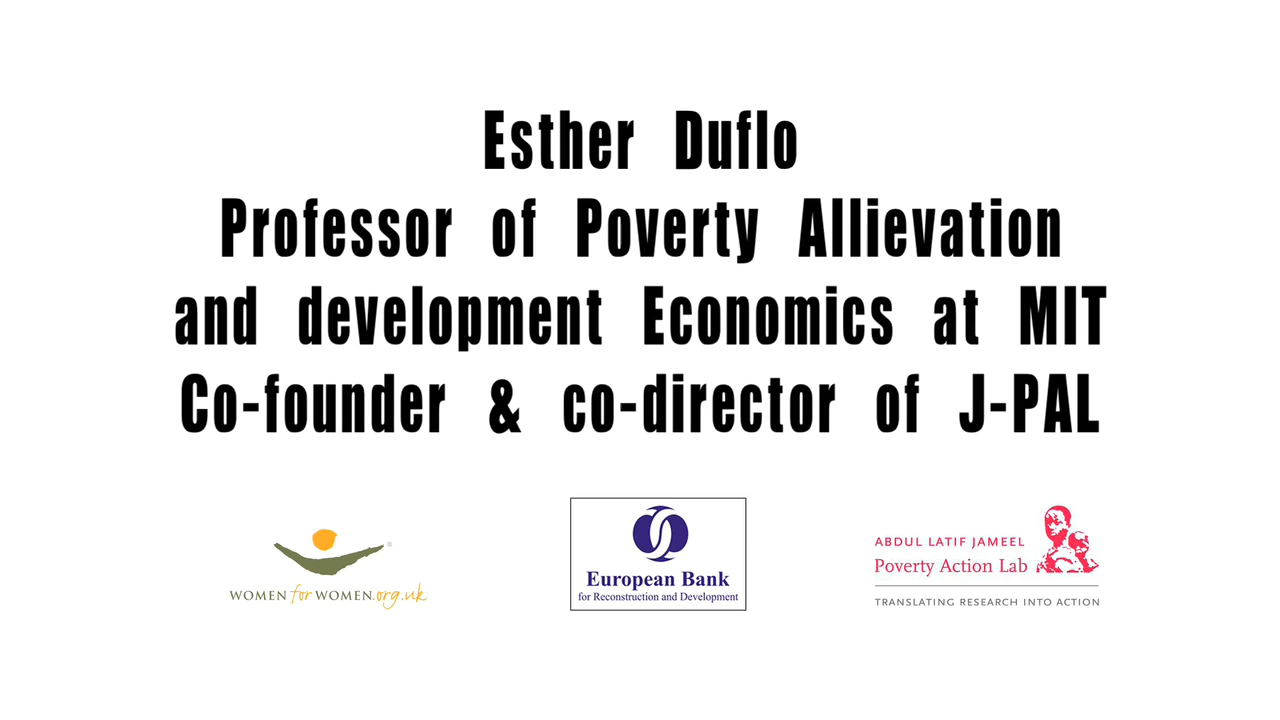 Esther Duflo
Professor of Poverty Allievation
and development Economics at MIT
Co-founder & co-director of J-PAL
WOMEN for WOMEN.org.uk
®
European Bank
for Reconstruction and Development
ABDUL LATIF JAMEEL
Poverty Action Lab
TRANSLATING RESEARCH INTO ACTION